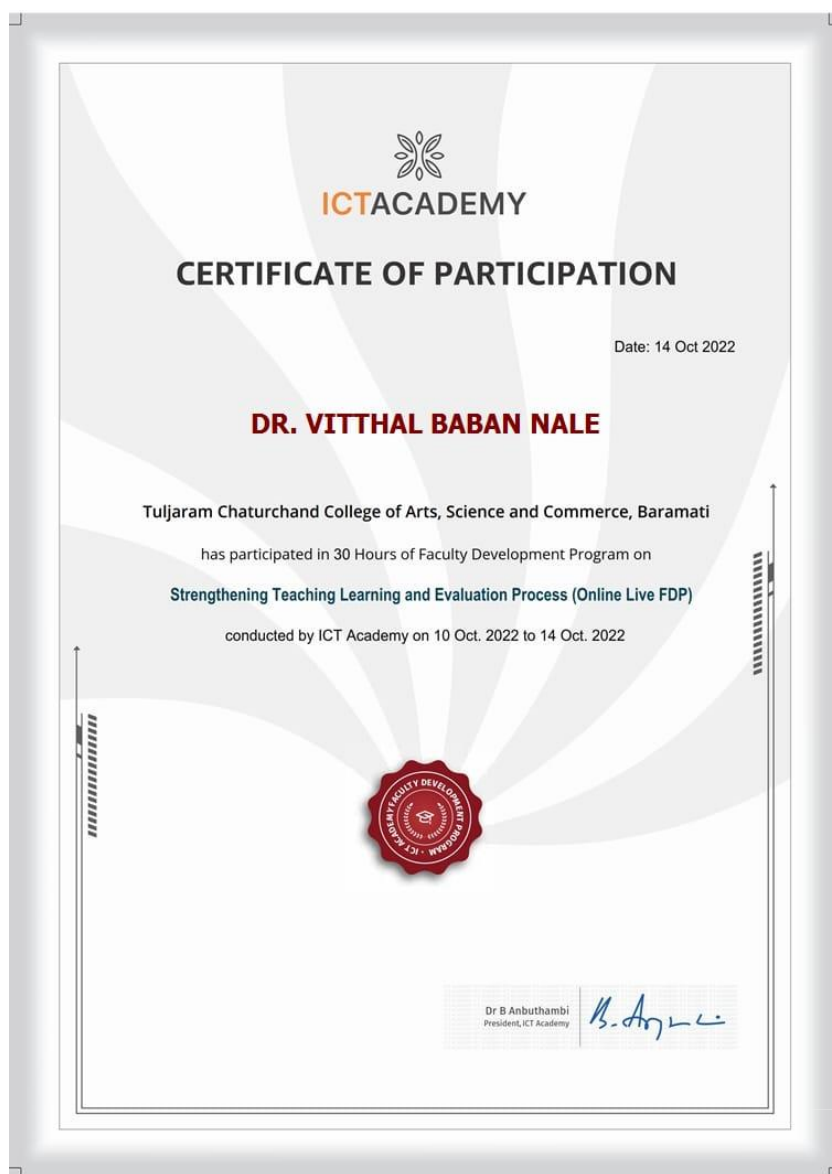 ICTACADEMY
CERTIFICATE OF PARTICIPATION
Date: 14 Oct 2022
DR. VITTHAL BABAN NALE
Tuljaram Chaturchand College of Arts, Science and Commerce, Baramati
has participated in 30 Hours of Faculty Development Program on
Strengthening Teaching Learning and Evaluation Process (Online Live FDP)
conducted by ICT Academy on 10 Oct. 2022 to 14 Oct. 2022
ICT ACADEMY FACULTY DEVELOPMENT PROGRAM
Dr B Anbuthambi
President, ICT Academy